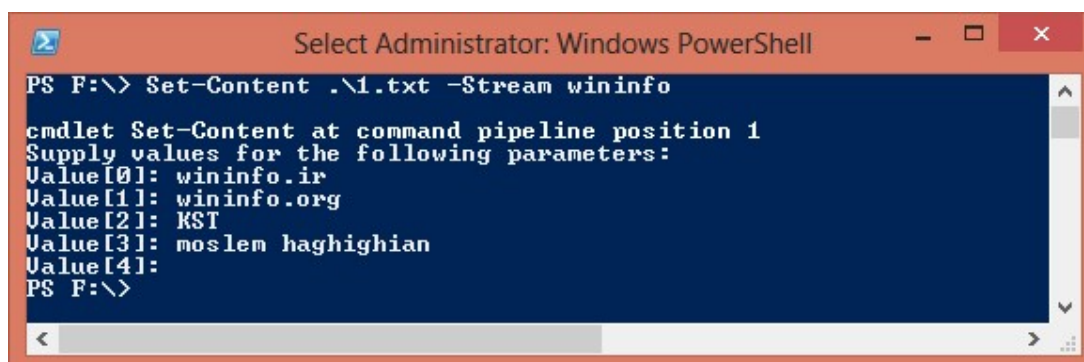 Select Administrator: Windows PowerShell
PS F:\> Set-Content .\1.txt -Stream wininfo
cmdlet Set-Content at command pipeline position 1
Supply values for the following parameters:
Value[0]: wininfo.ir
Value[1]: wininfo.org
Value[2]: KST
Value[3]: moslem haghighian
Value[4]:
PS F:\>